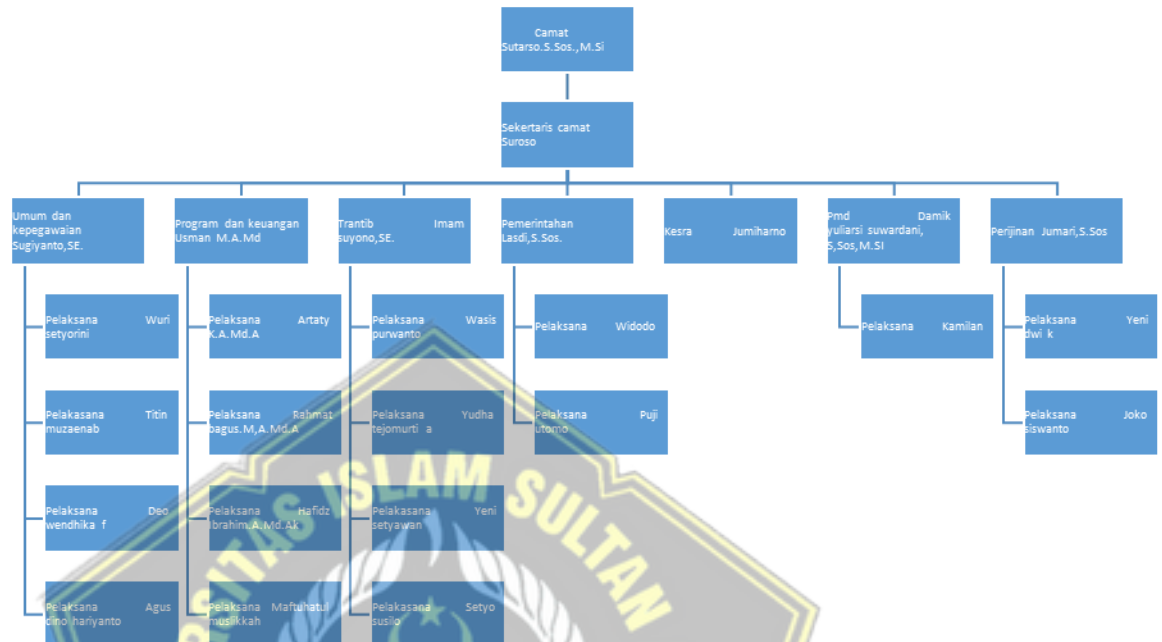 Camat
Sutarso.S.Sos.,M.Si
Sekertaris camat
Suroso
Umum dan
kepegawaian
Sugiyanto,SE.
Program dan keuangan
Usman M.A.Md
Trantib Imam
suyono,SE.
Pemerintahan
Lasdi,S.Sos.
Kesra Jumiharno
Pmd Damik
yuliarsi suwardani,
S,Sos,M.SI
Perijinan Jumari,S.Sos
Pelaksana Wuri
setyorini
Pelaksana Artaty
K.A.Md.A
Pelaksana Wasis
purwanto
Pelaksana Widodo
Pelaksana Kamilan
Pelaksana Yeni
dwi k
Pelakasana Titin
muzaenab
Pelaksana Rahmat
bagus.M,A.Md.A
Pelaksana Yudha
tejomurti a
Pelaksana Puji
utomo
Pelaksana Joko
siswanto
Pelaksana Deo
wendhika f
Pelaksana Hafidz
Ibrahim.A.Md.Ak
Pelakasana Yeni
setyawan
Pelaksana Agus
dino hariyanto
Pelaksana Maftuhatul
muslikkah
Pelakasana Setyo
susilo
SITAS ISLAM SULTAN